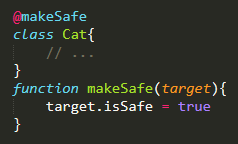 @makeSafe
class Cat{
    // ...
}
function makeSafe(target){
    target.isSafe = true
}